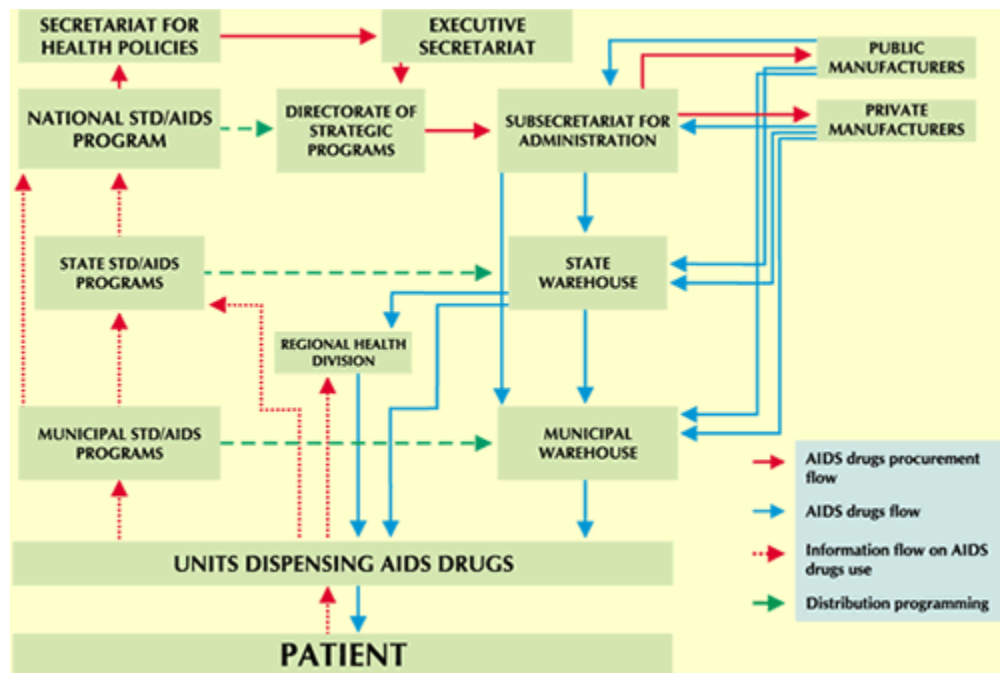 SECRETARIAT FOR
HEALTH POLICIES
EXECUTIVE
SECRETARIAT
PUBLIC
MANUFACTURERS
NATIONAL STD/AIDS
PROGRAM
DIRECTORATE OF
STRATEGIC
PROGRAMS
SUBSECRETARIAT FOR
ADMINISTRATION
PRIVATE
MANUFACTURERS
STATE STD/AIDS
PROGRAMS
STATE
WAREHOUSE
REGIONAL HEALTH
DIVISION
MUNICIPAL STD/AIDS
PROGRAMS
MUNICIPAL
WAREHOUSE
AIDS drugs procurement
flow
AIDS drugs flow
Information flow on AIDS
drugs use
Distribution programming
UNITS DISPENSING AIDS DRUGS
PATIENT